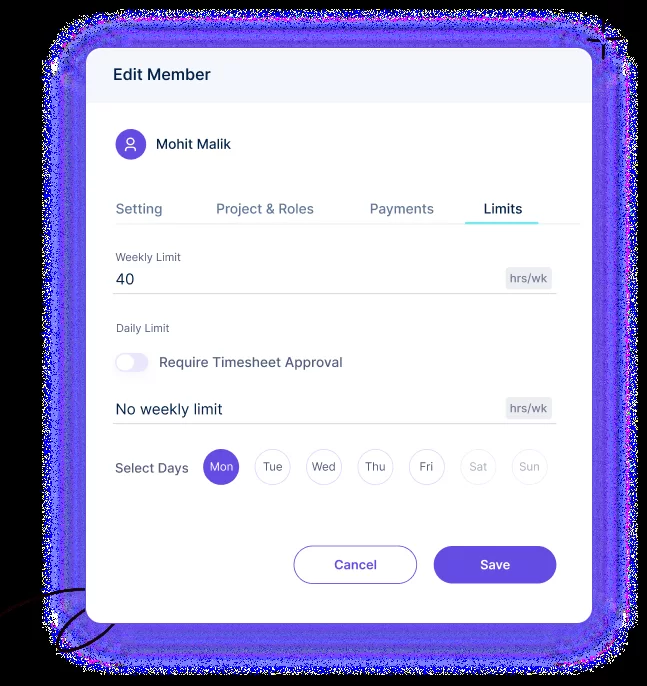 Edit Member
Mohit Malik
Setting Project & Roles Payments Limits
Weekly Limit
40 hrs/wk
Daily Limit
Require Timesheet Approval
No weekly limit hrs/wk
Select Days Mon Tue Wed Thu Fri Sat Sun
Cancel Save